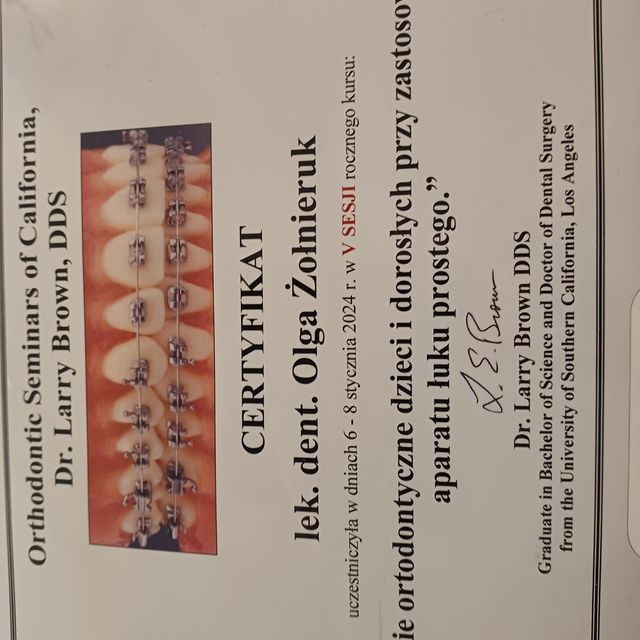 Orthodontic Seminars of California,
Dr. Larry Brown, DDS
CERTYFIKAT
lek. dent. Olga Żołnieruk
uczestniczyła w dniach 6 - 8 stycznia 2024 r. w V SESJI rocznego kursu:
ie ortodontyczne dzieci i dorosłych przy zastosow
aparatu łuku prostego.”
L. E. Brown
Dr. Larry Brown DDS
Graduate in Bachelor of Science and Doctor of Dental Surgery
from the University of Southern California, Los Angeles